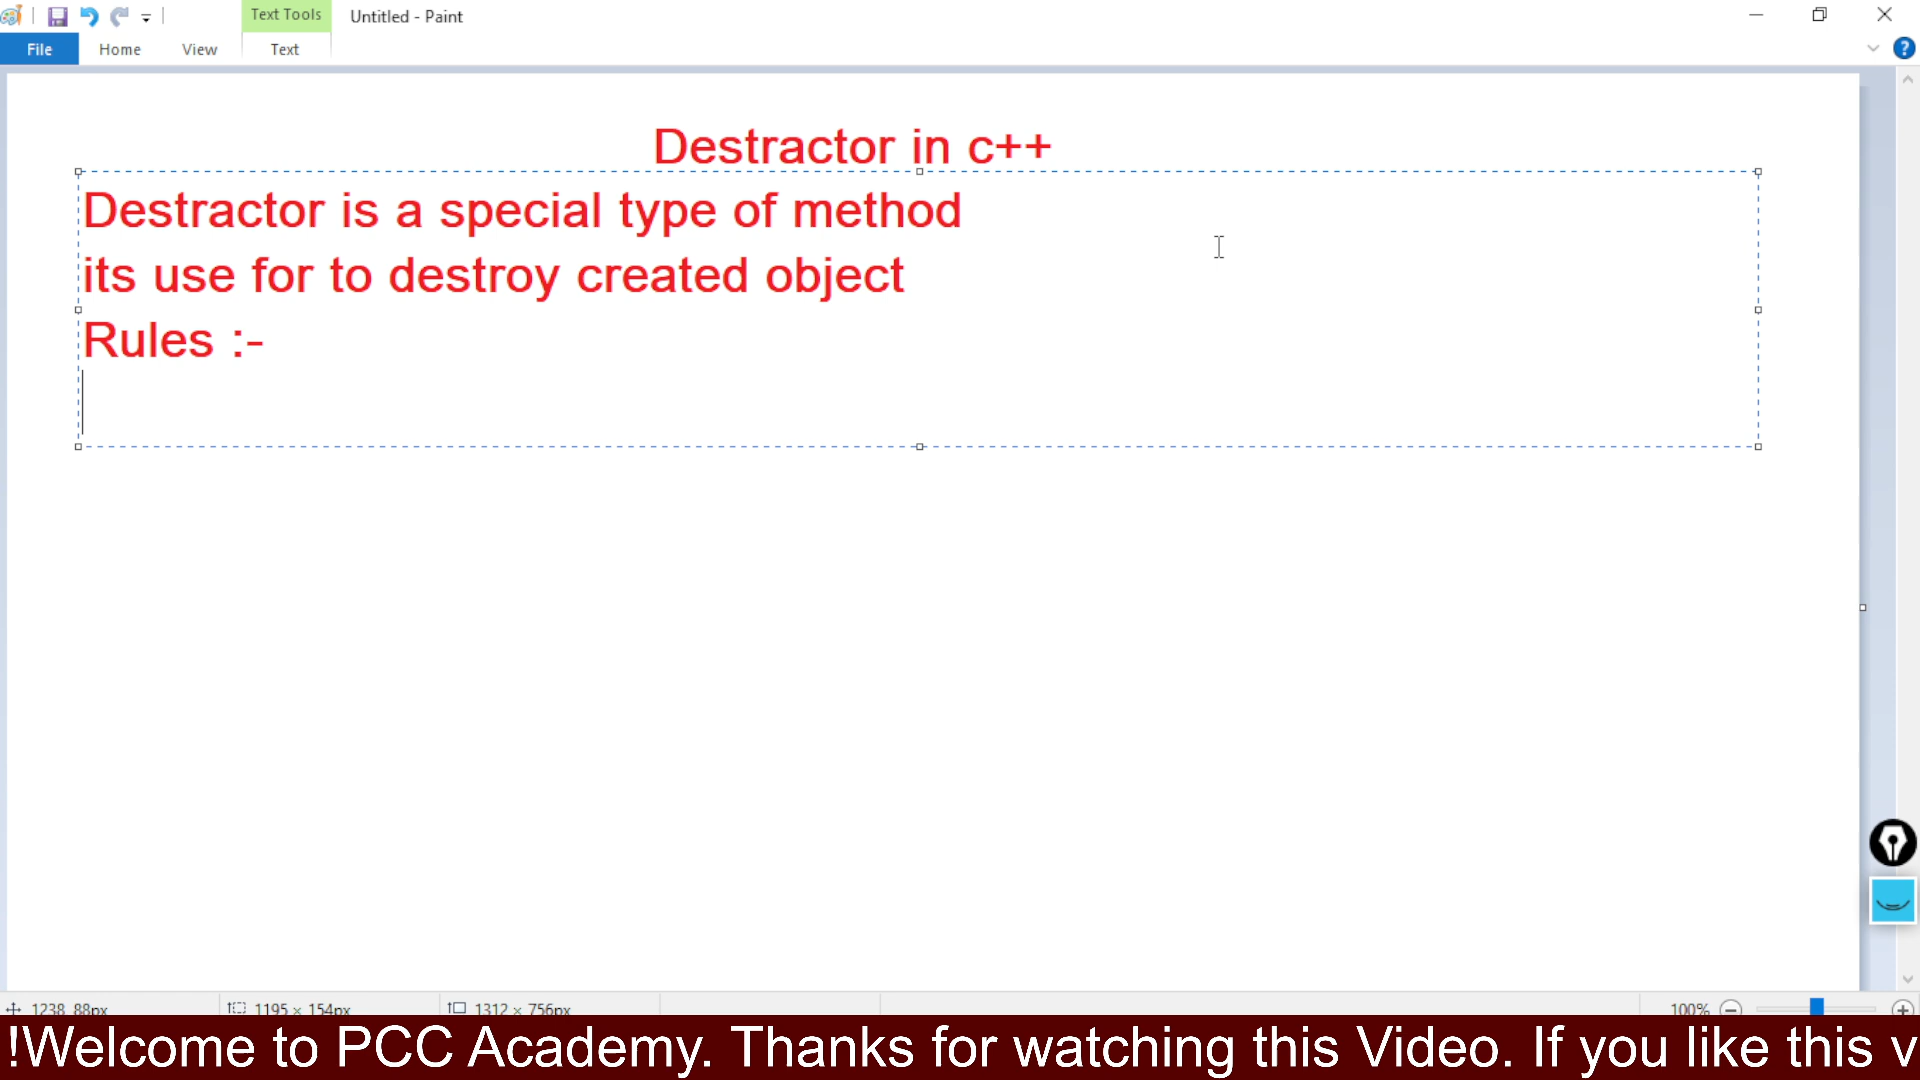 Text Tools
Untitled - Paint
File
Home
View
Text
Destractor in c++
Destractor is a special type of method
its use for to destroy created object
Rules :-
1238, 88px
1195 × 154px
1312 × 756px
100%
!Welcome to PCC Academy. Thanks for watching this Video. If you like this v